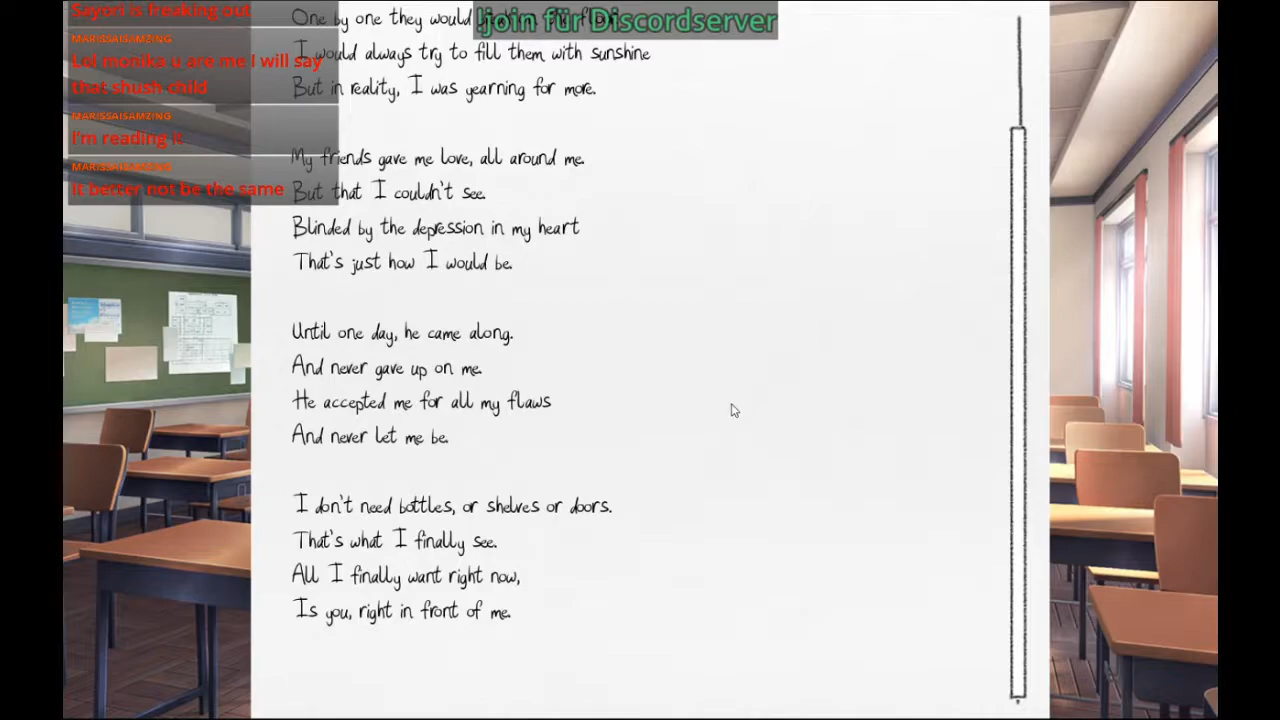 Sayori is freaking out
MARISSAISAMZING
Lol monika u are me I will say
that shush child
MARISSAISAMZING
I'm reading it
MARISSAISAMZING
It better not be the same
!join für Discordserver
One by one they would
I would always try to fill them with sunshine
But in reality, I was yearning for more.
My friends gave me love, all around me.
But that I couldn't see.
Blinded by the depression in my heart
That's just how I would be.
Until one day, he came along.
And never gave up on me.
He accepted me for all my flaws
And never let me be.
I don't need bottles, or shelves or doors.
That's what I finally see.
All I finally want right now,
Is you, right in front of me.